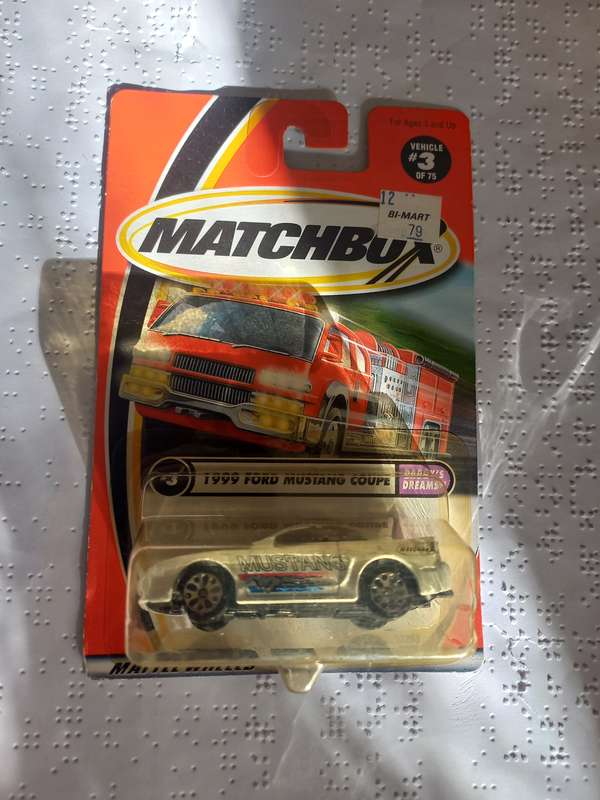 For Ages 3 and Up
VEHICLE
#3
OF 75
12
BI-MART
79
MATCHBOX®
#3
1999 FORD MUSTANG COUPE
DADDY'S
DREAMS
MUSTANG
MATTEL WHEELS